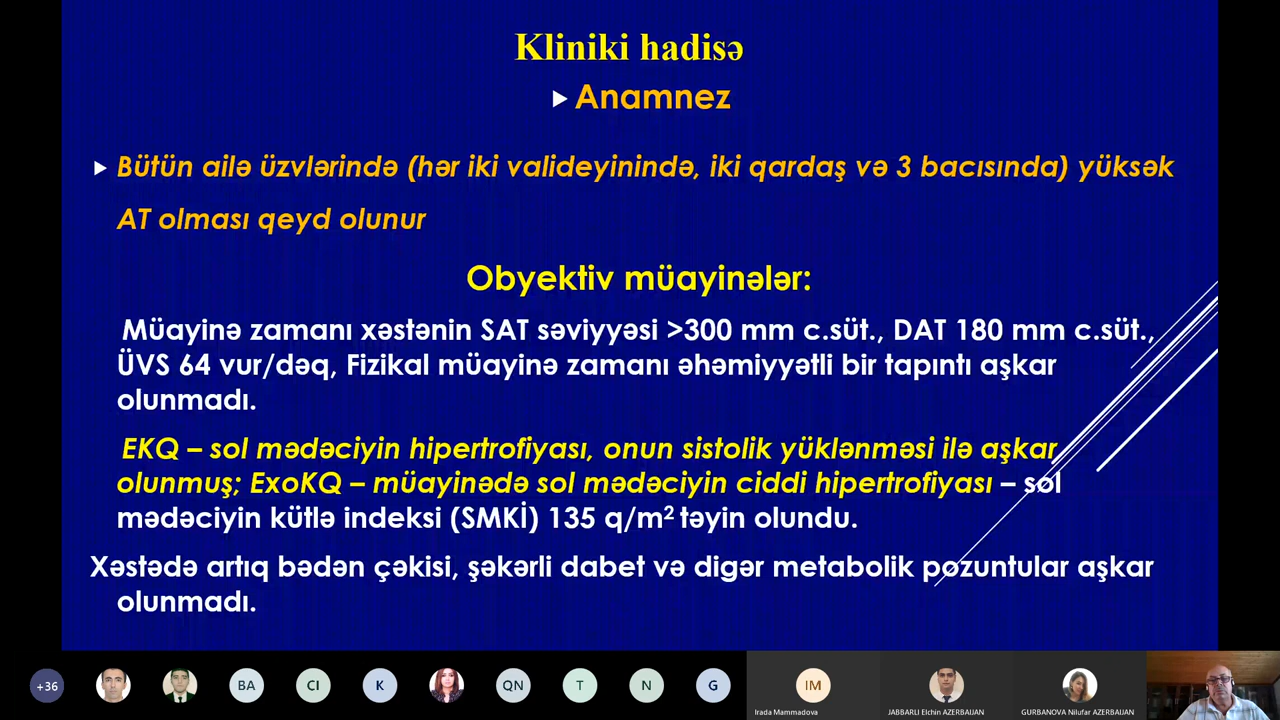 Kliniki hadisə
Anamnez
Bütün ailə üzvlərində (hər iki valideyinində, iki qardaş və 3 bacısında) yüksək
AT olması qeyd olunur
Obyektiv müayinələr:
Müayinə zamanı xəstənin SAT səviyyəsi >300 mm c.süt., DAT 180 mm c.süt.,
ÜVS 64 vur/dəq, Fizikal müayinə zamanı əhəmiyyətli bir tapıntı aşkar
olunmadı.
EKQ – sol mədəciyin hipertrofiyası, onun sistolik yüklənməsi ilə aşkar
olunmuş; ExoKQ – müayinədə sol mədəciyin ciddi hipertrofiyası – sol
mədəciyin kütlə indeksi (SMKİ) 135 q/m² təyin olundu.
Xəstədə artıq bədən çəkisi, şəkərli dabet və digər metabolik pozuntular aşkar
olunmadı.
+36 BA CI K QN T N G IM
Irada Mammadova JABBARLI Elchin AZERBAIJAN GURBANOVA Nilufar AZERBAIJAN